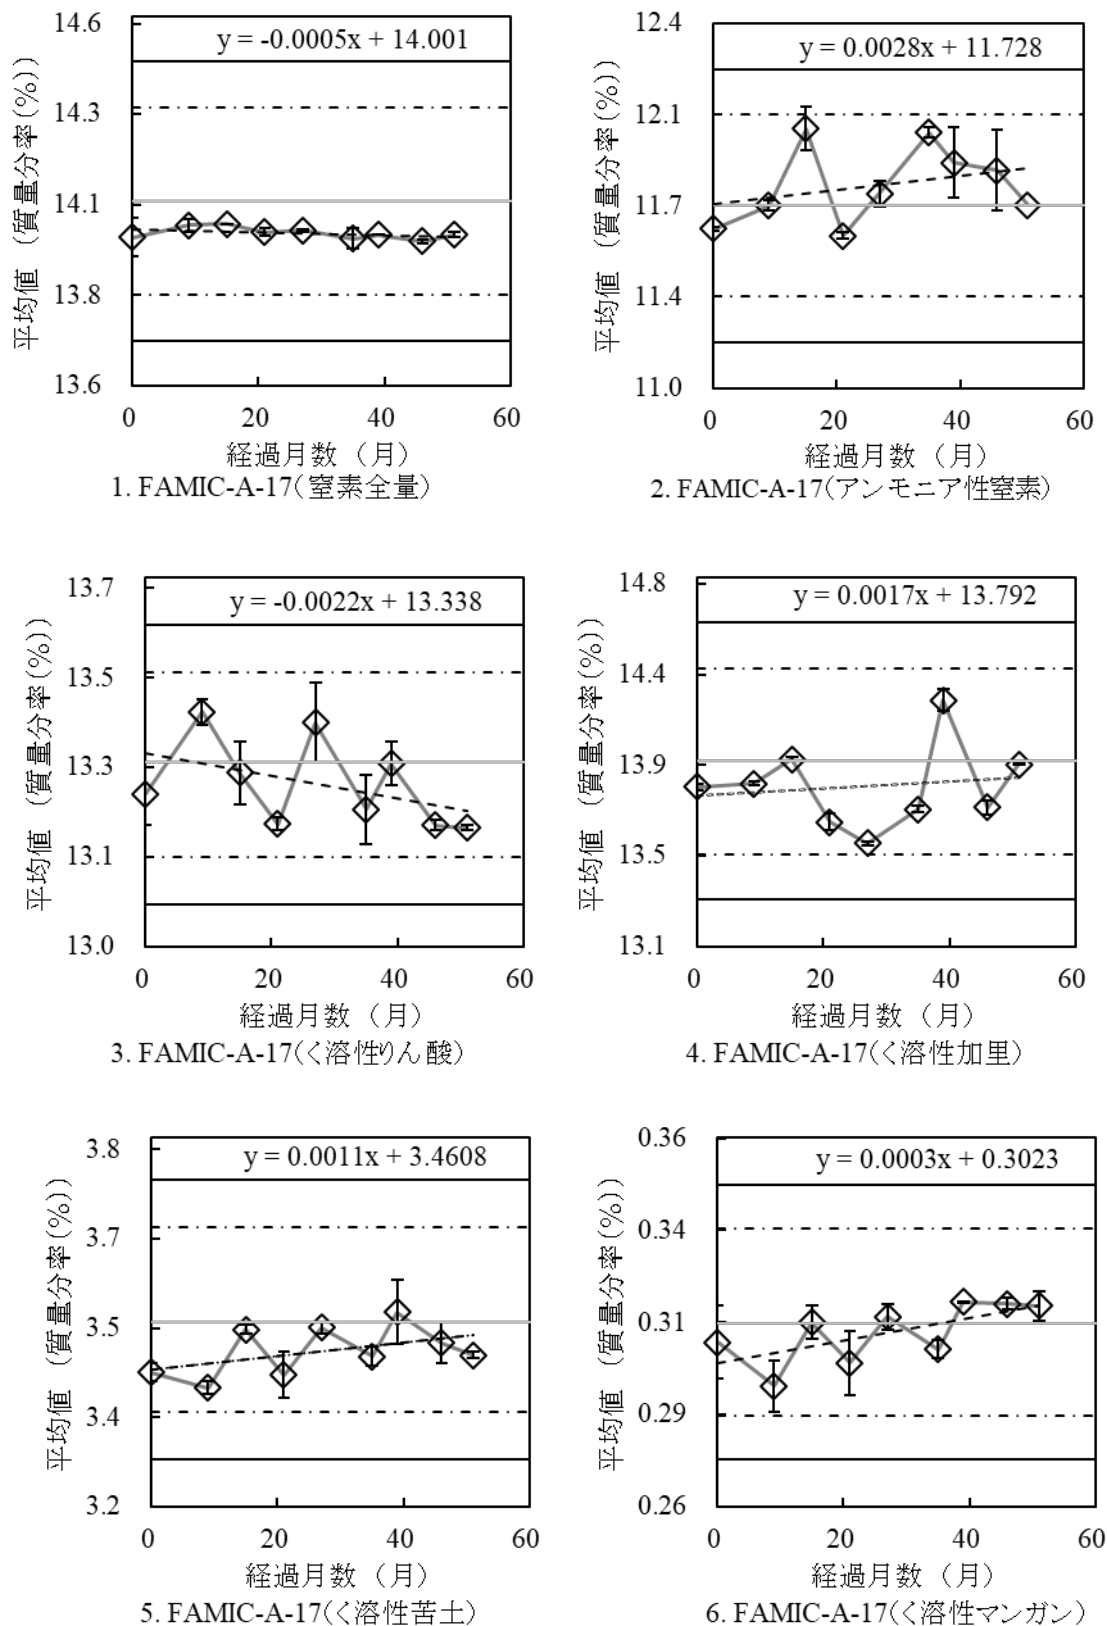 y = -0.0005x + 14.001
14.6
14.3
14.1
13.8
13.6
平均値 （質量分率(%)）
0 20 40 60
経過月数（月）
1. FAMIC-A-17(窒素全量)
y = 0.0028x + 11.728
12.4
12.1
11.7
11.4
11.0
平均値 （質量分率(%)）
0 20 40 60
経過月数（月）
2. FAMIC-A-17(アンモニア性窒素)
y = -0.0022x + 13.338
13.7
13.5
13.3
13.1
13.0
平均値 （質量分率(%)）
0 20 40 60
経過月数（月）
3. FAMIC-A-17(く溶性りん酸)
y = 0.0017x + 13.792
14.8
14.4
13.9
13.5
13.1
平均値 （質量分率(%)）
0 20 40 60
経過月数（月）
4. FAMIC-A-17(く溶性加里)
y = 0.0011x + 3.4608
3.8
3.7
3.5
3.4
3.2
平均値 （質量分率(%)）
0 20 40 60
経過月数（月）
5. FAMIC-A-17(く溶性苦土)
y = 0.0003x + 0.3023
0.36
0.34
0.31
0.29
0.26
平均値 （質量分率(%)）
0 20 40 60
経過月数（月）
6. FAMIC-A-17(く溶性マンガン)